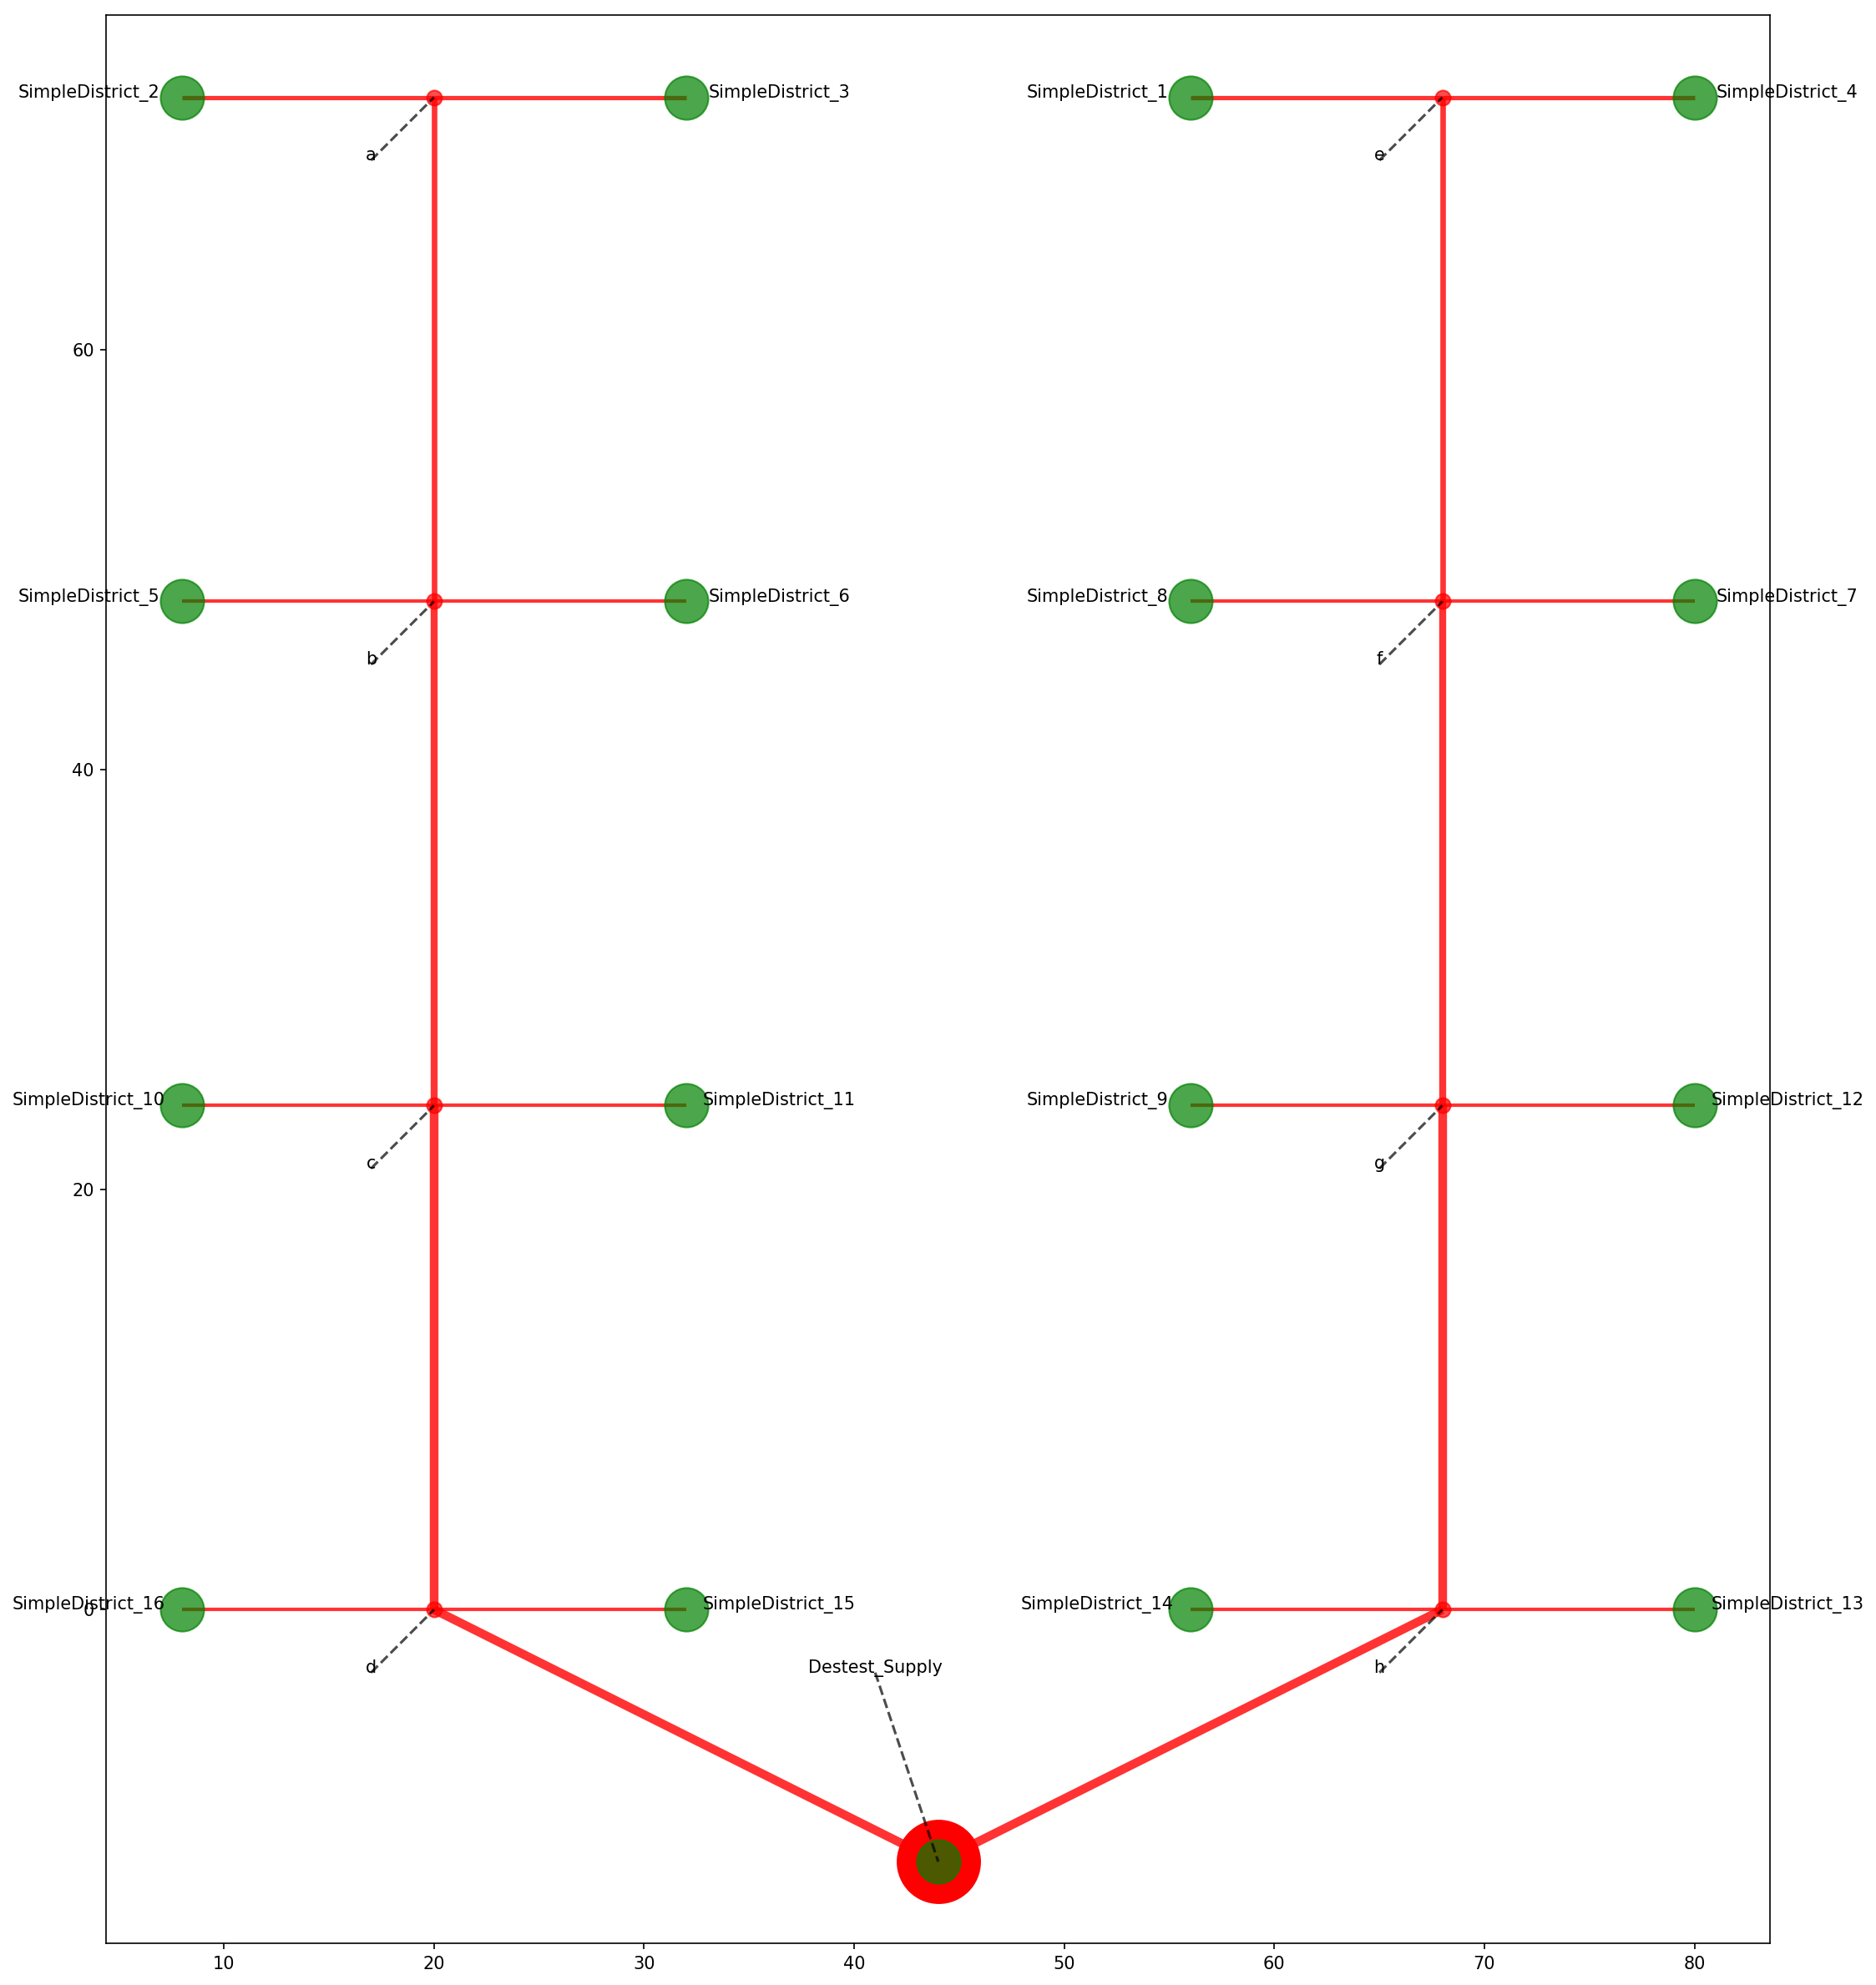 SimpleDistrict_2
SimpleDistrict_3
SimpleDistrict_1
SimpleDistrict_4
a
e
60
SimpleDistrict_5
SimpleDistrict_6
SimpleDistrict_8
SimpleDistrict_7
b
f
40
SimpleDistrict_10
SimpleDistrict_11
SimpleDistrict_9
SimpleDistrict_12
c
g
20
SimpleDistrict_16
0
SimpleDistrict_15
SimpleDistrict_14
SimpleDistrict_13
d
Destest_Supply
h
10
20
30
40
50
60
70
80